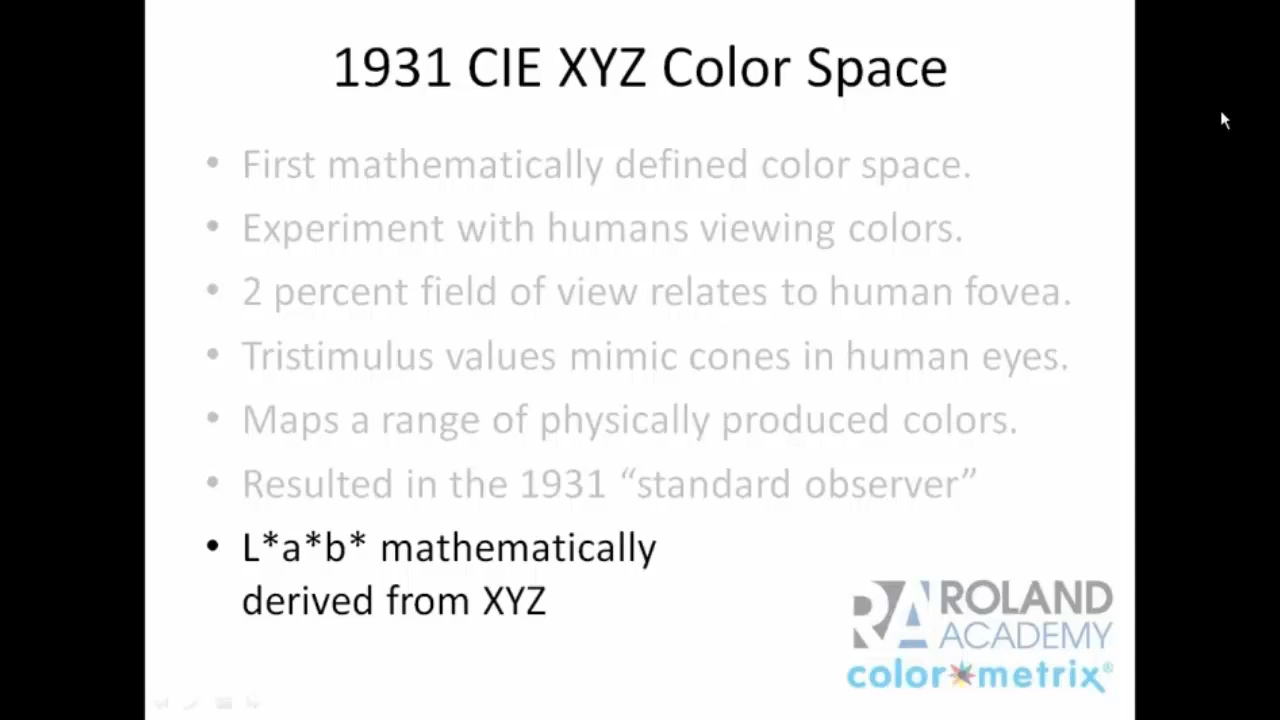 1931 CIE XYZ Color Space
• First mathematically defined color space.
• Experiment with humans viewing colors.
• 2 percent field of view relates to human fovea.
• Tristimulus values mimic cones in human eyes.
• Maps a range of physically produced colors.
• Resulted in the 1931 “standard observer”
• L*a*b* mathematically
derived from XYZ
RA ROLAND
ACADEMY
color metrix®